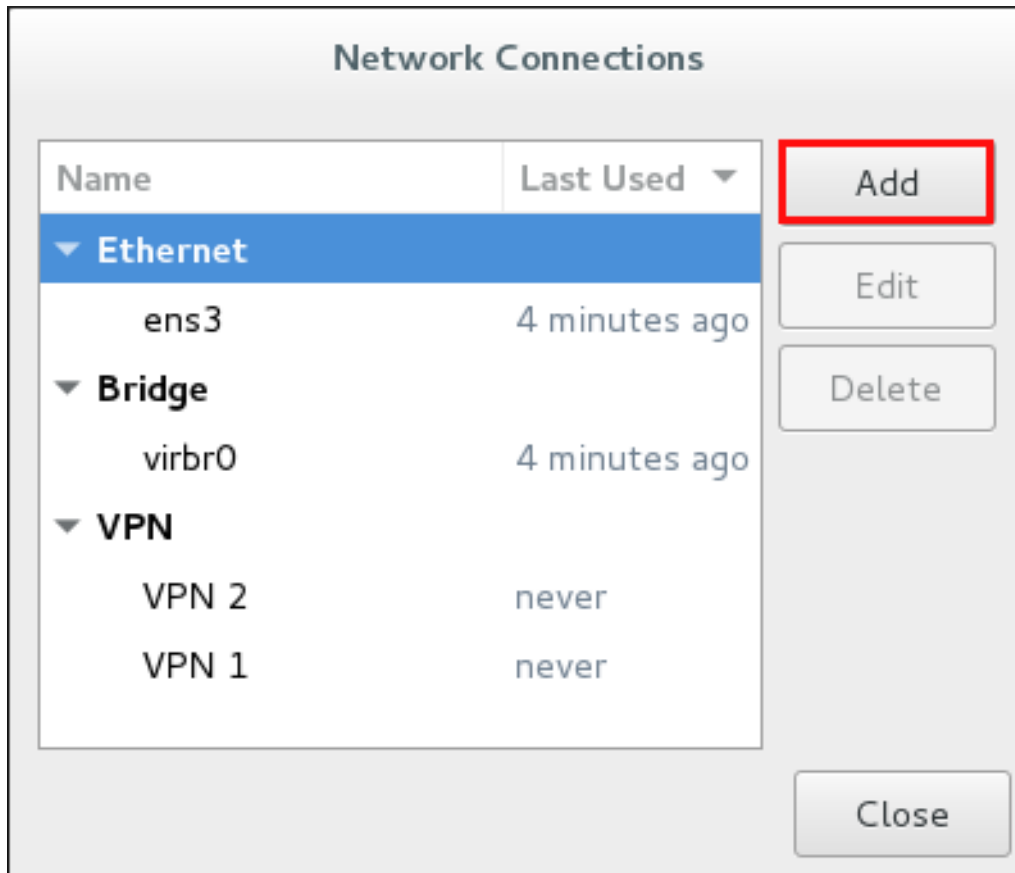 Network Connections
Name Last Used
Add
Ethernet
Edit
ens3 4 minutes ago
Bridge
Delete
virbr0 4 minutes ago
VPN
VPN 2 never
VPN 1 never
Close